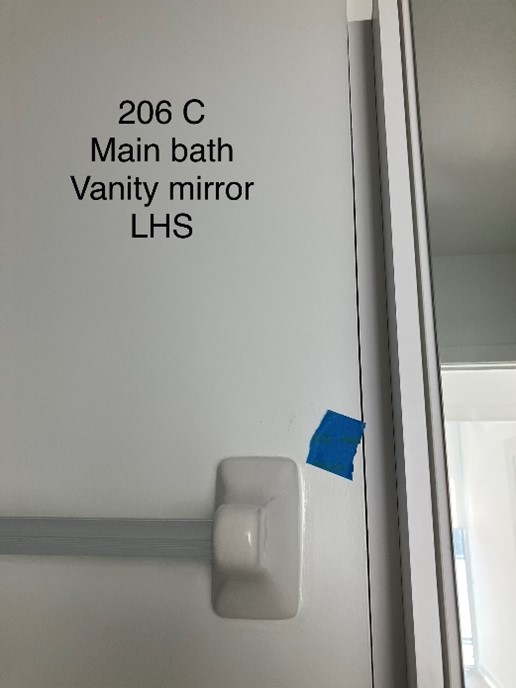 206 C
Main bath
Vanity mirror
LHS